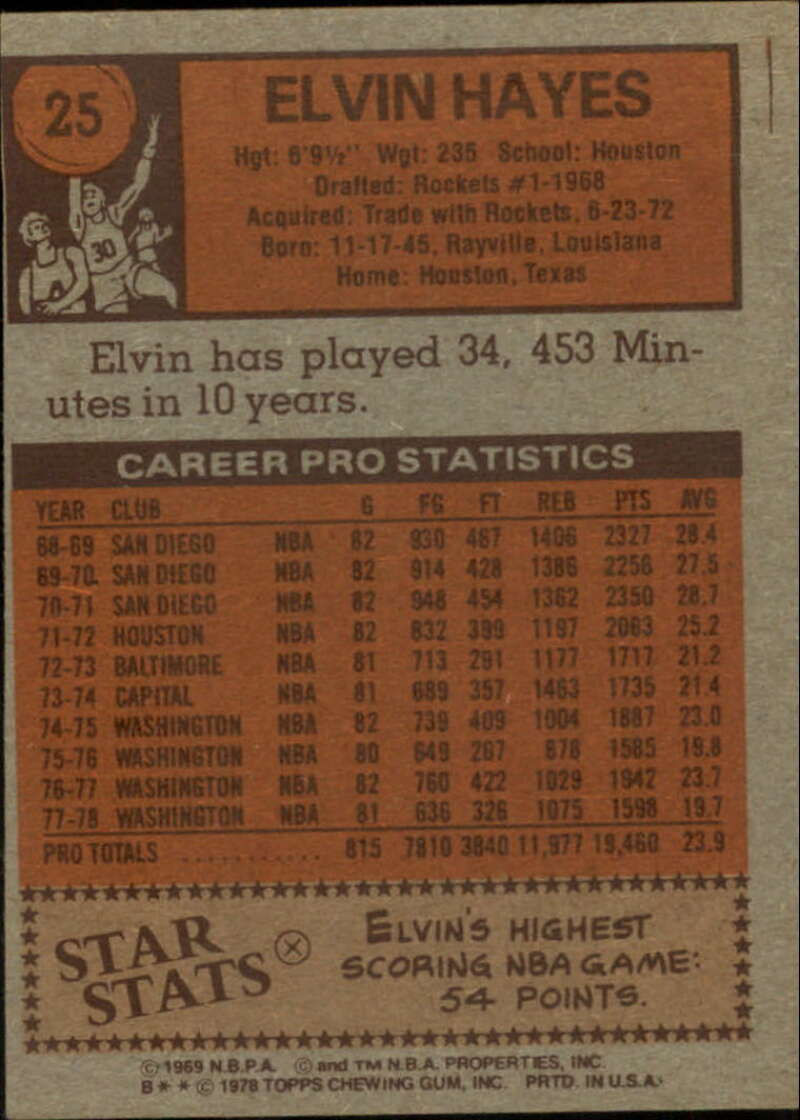 25
ELVIN HAYES
Hgt: 6'9½" Wgt: 235 School: Houston
Drafted: Rockets #1-1968
Acquired: Trade with Rockets, 6-23-72
Born: 11-17-45, Rayville, Louisiana
Home: Houston, Texas
30
Elvin has played 34, 453 Min-
utes in 10 years.
CAREER PRO STATISTICS
YEAR CLUB G FG FT REB PTS AVG
68-69 SAN DIEGO NBA 82 930 467 1406 2327 28.4
69-70 SAN DIEGO NBA 82 914 428 1386 2256 27.5
70-71 SAN DIEGO NBA 82 948 454 1362 2350 28.7
71-72 HOUSTON NBA 82 832 399 1197 2063 25.2
72-73 BALTIMORE NBA 81 713 291 1177 1717 21.2
73-74 CAPITAL NBA 81 689 357 1463 1735 21.4
74-75 WASHINGTON NBA 82 739 409 1004 1887 23.0
75-76 WASHINGTON NBA 80 649 287 878 1585 19.8
76-77 WASHINGTON NBA 82 760 422 1029 1942 23.7
77-78 WASHINGTON NBA 81 636 326 1075 1598 19.7
PRO TOTALS ............ 815 7810 3840 11,977 19,460 23.9
STAR
STATS
ELVIN'S HIGHEST
SCORING NBA GAME:
54 POINTS.
© 1969 N.B.P.A. © and TM N.B.A. PROPERTIES, INC.
B * * © 1978 TOPPS CHEWING GUM, INC. PRTD. IN U.S.A.